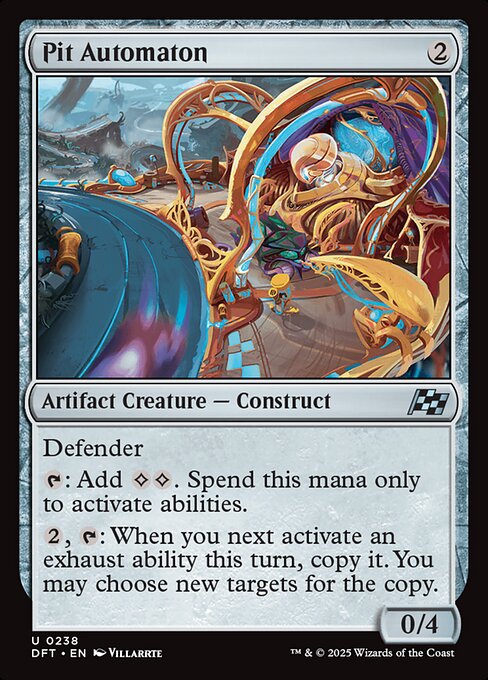 Pit Automaton 2
Artifact Creature — Construct
Defender
: Add . Spend this mana only
to activate abilities.
2, : When you next activate an
exhaust ability this turn, copy it. You
may choose new targets for the copy.
0/4
U 0238
DFT • EN VILLARRTE
™ & © 2025 Wizards of the Coast